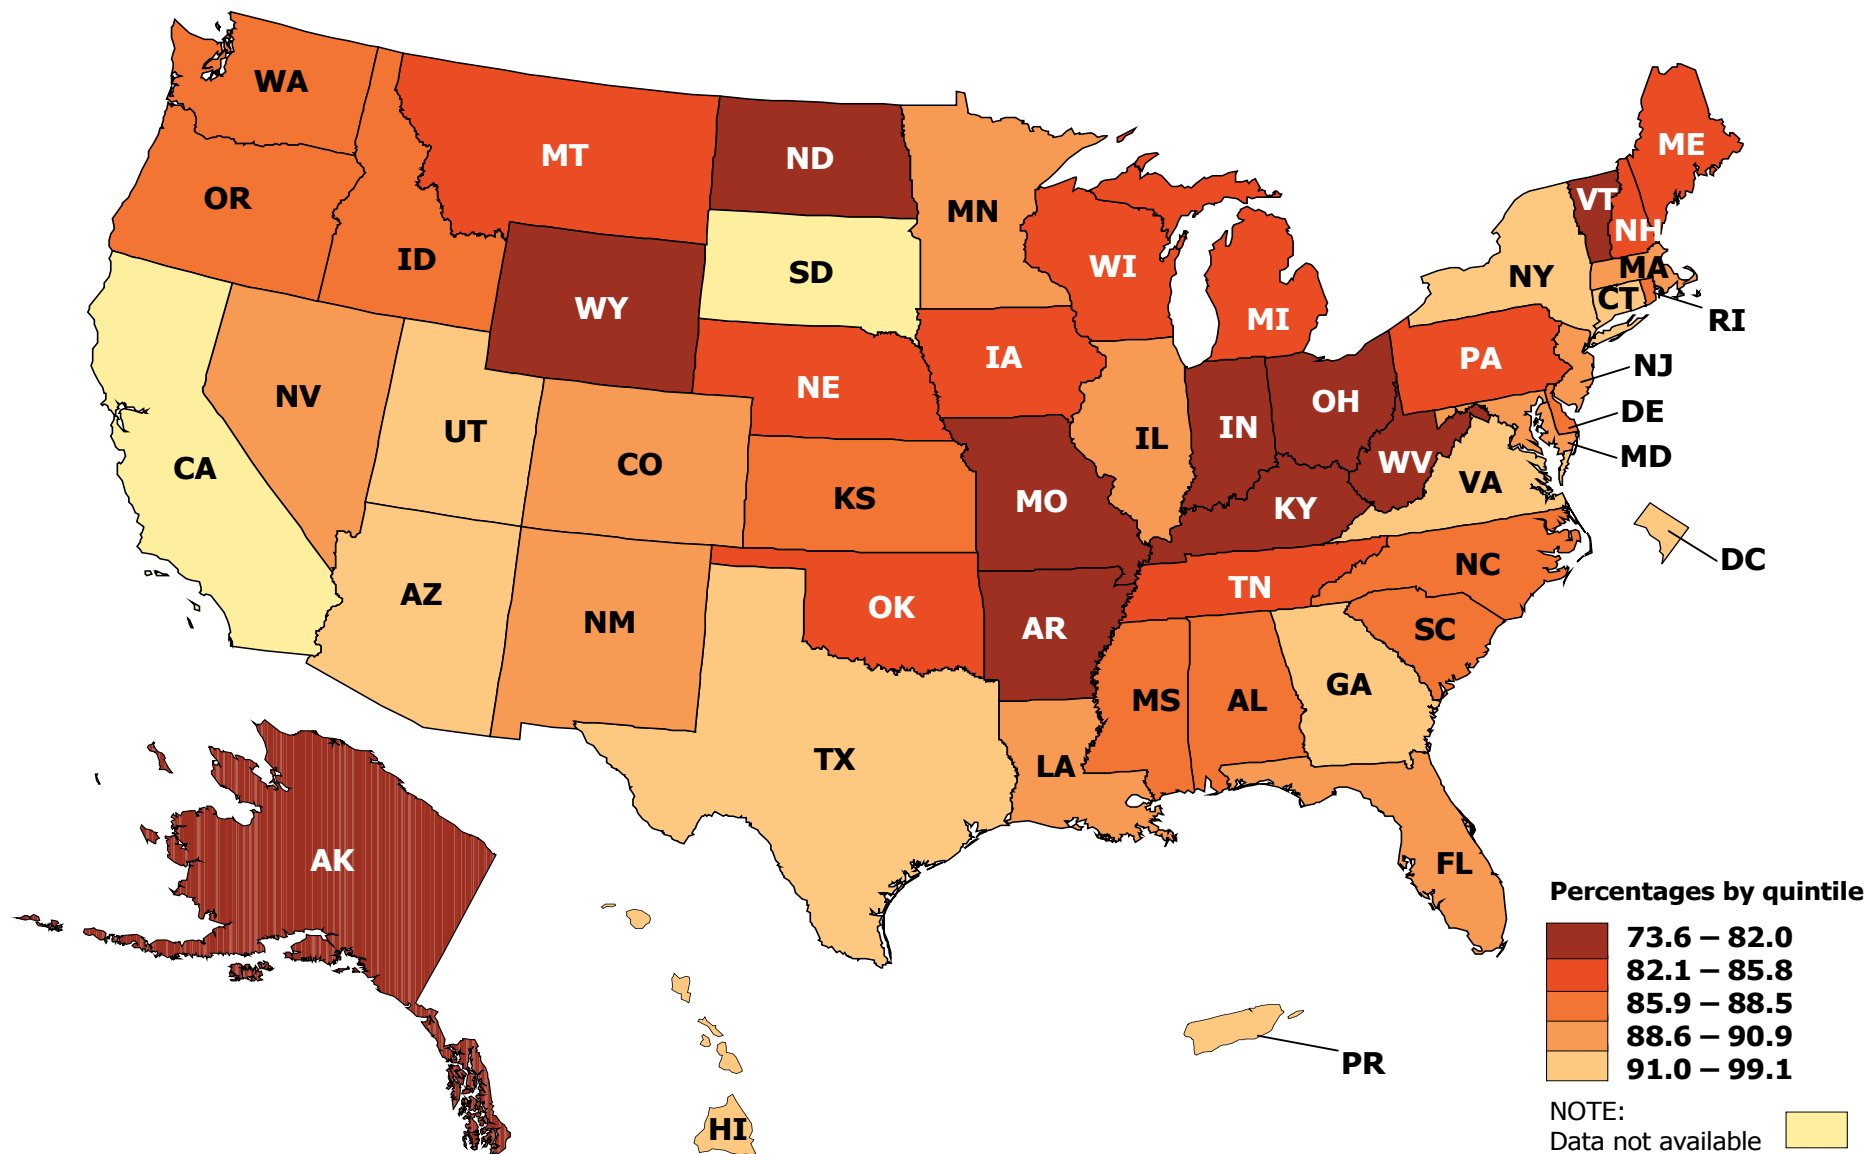 WA
MT
ND
ME
OR
ID
MN
VT
NH
WI
SD
WY
NY
MA
CT
RI
MI
IA
PA
NJ
NE
NV
UT
CO
IL
IN
OH
DE
MD
WV
VA
CA
KS
MO
KY
DC
AZ
NM
OK
AR
TN
NC
SC
GA
MS
AL
TX
LA
AK
FL
Percentages by quintile
73.6 – 82.0
82.1 – 85.8
85.9 – 88.5
88.6 – 90.9
91.0 – 99.1
PR
HI
NOTE:
Data not available